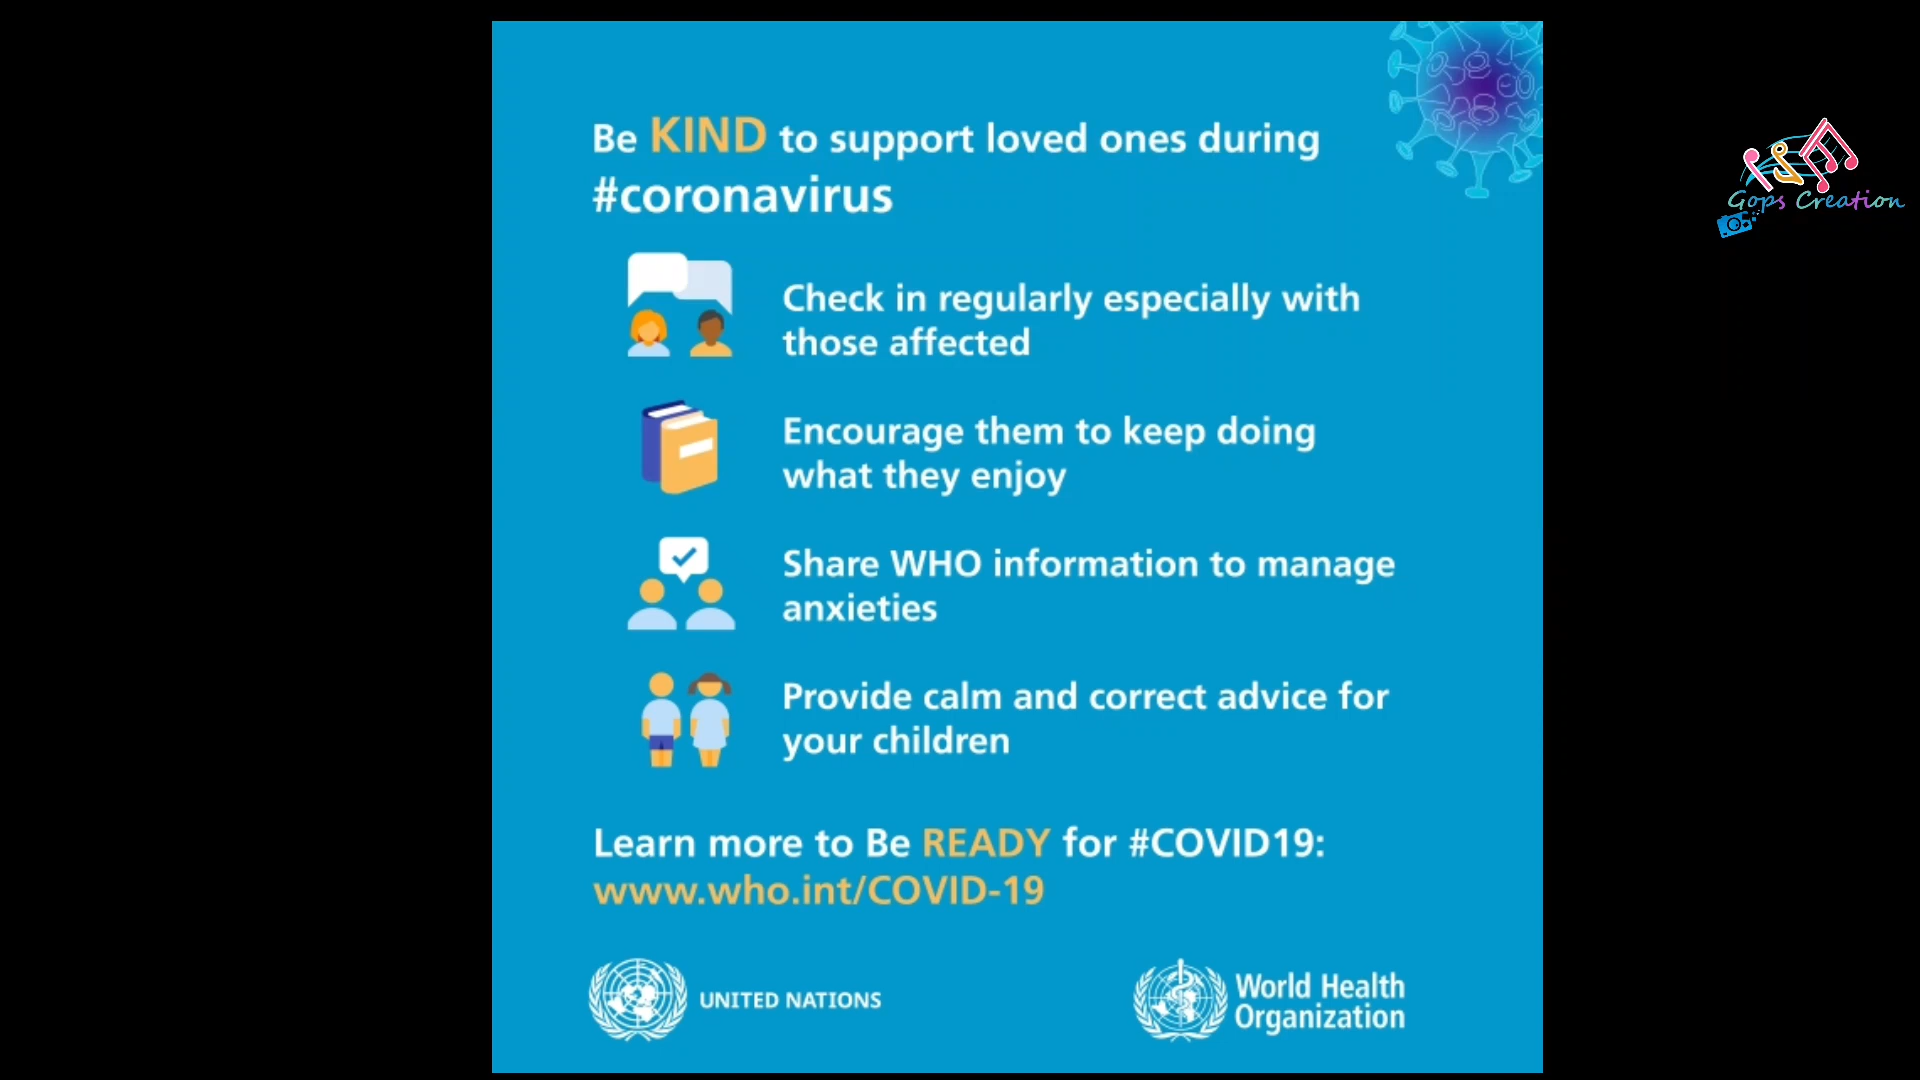 Be KIND to support loved ones during
#coronavirus
Check in regularly especially with
those affected
Encourage them to keep doing
what they enjoy
Share WHO information to manage
anxieties
Provide calm and correct advice for
your children
Learn more to Be READY for #COVID19:
www.who.int/COVID-19
UNITED NATIONS
World Health
Organization
Gops Creation